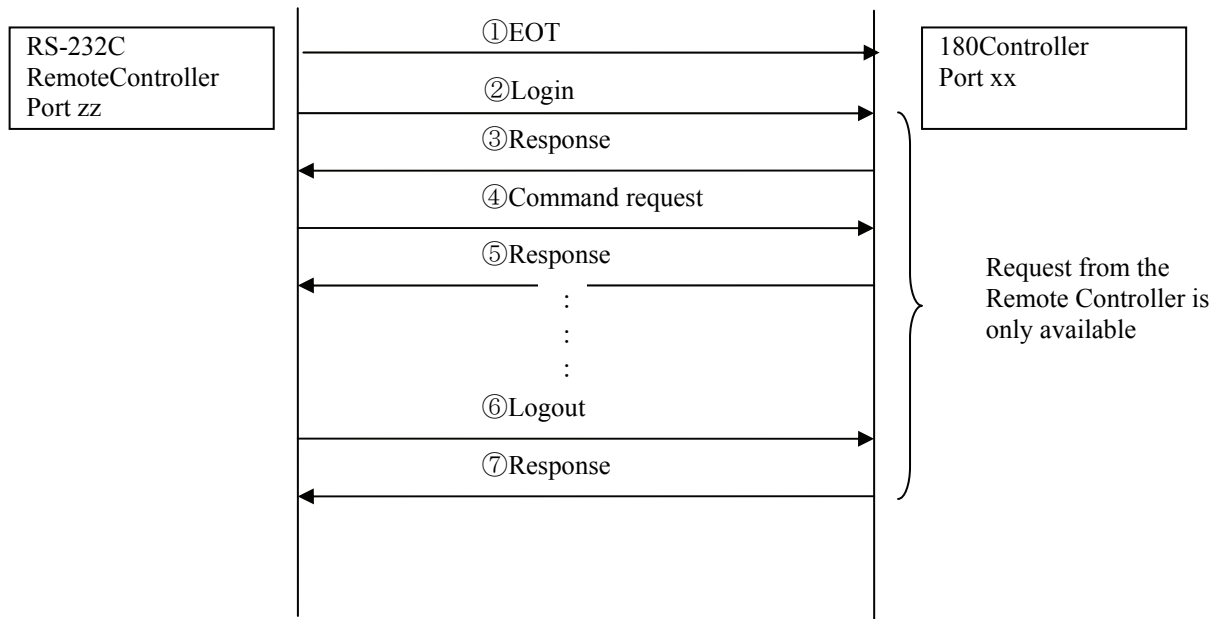 RS-232C
RemoteController
Port zz
①EOT
180Controller
Port xx
②Login
③Response
④Command request
⑤Response
:
:
:
Request from the
Remote Controller is
only available
⑥Logout
⑦Response